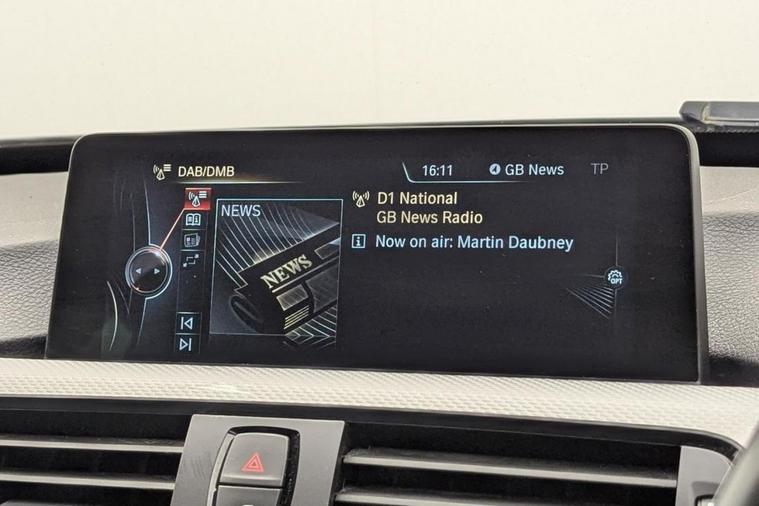 DAB/DMB
16:11
GB News
TP
NEWS
NEWS
D1 National
GB News Radio
Now on air: Martin Daubney
OPT